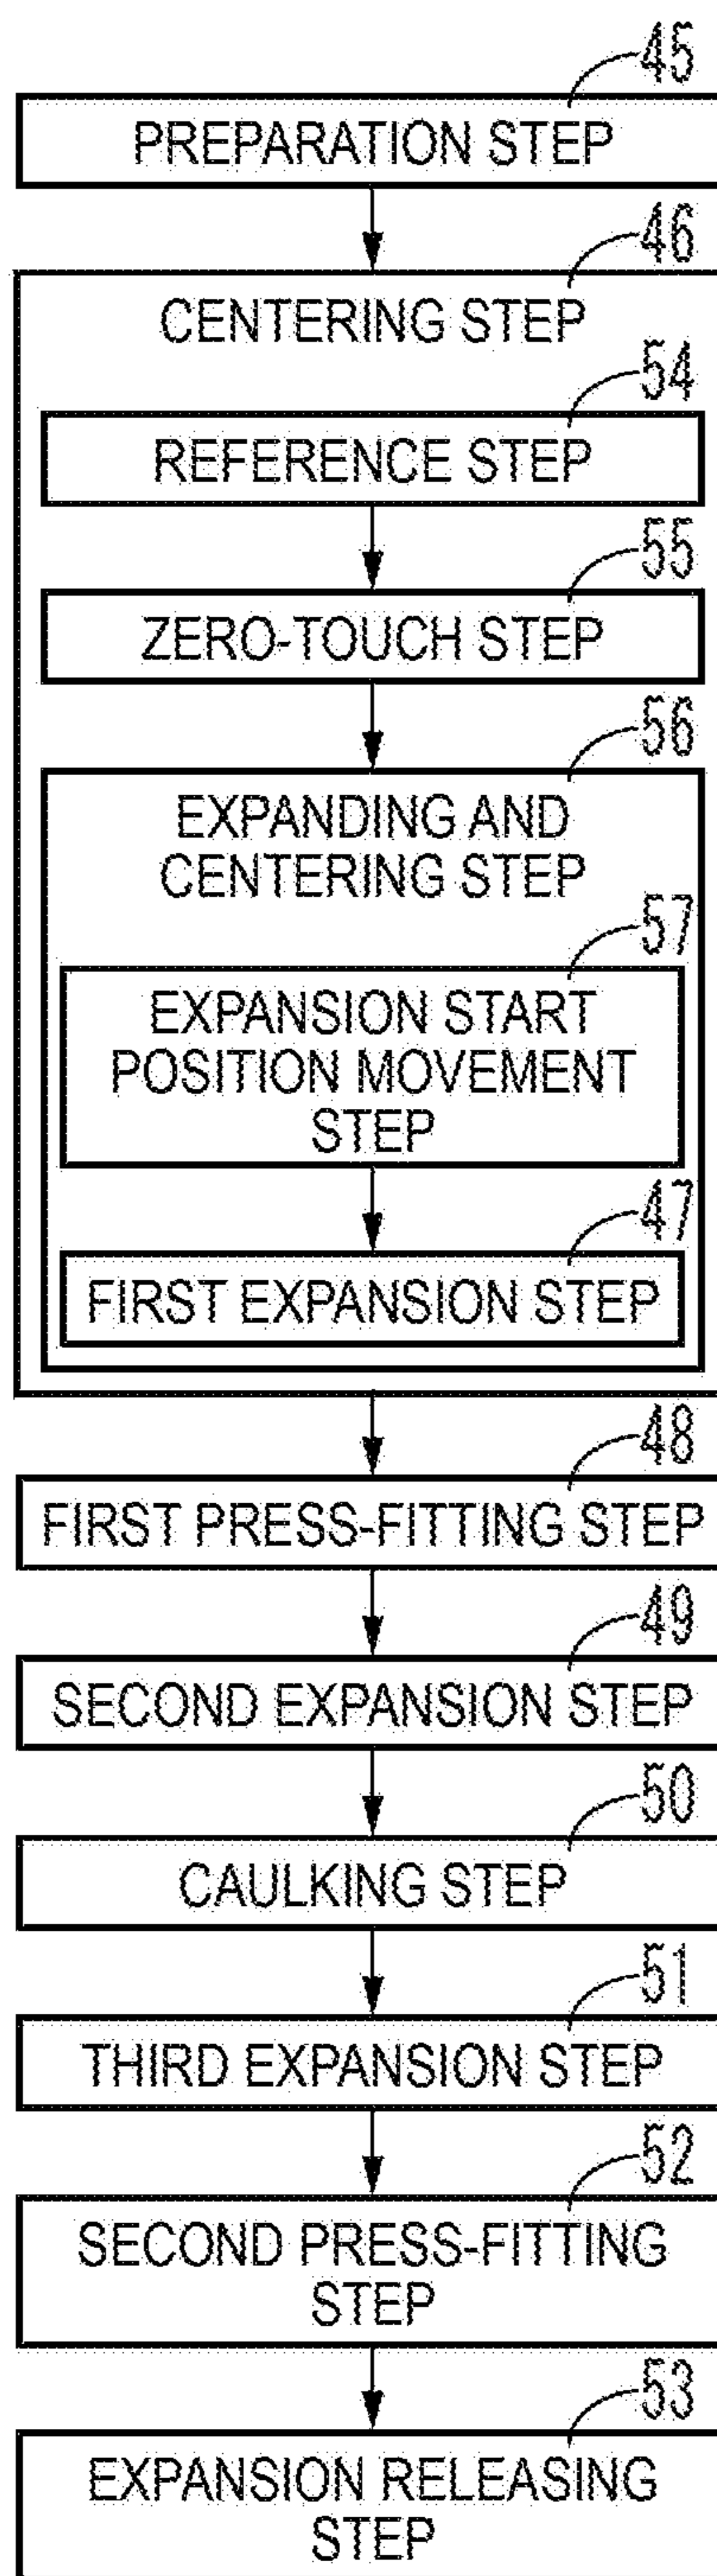 45
PREPARATION STEP
46
CENTERING STEP
54
REFERENCE STEP
55
ZERO-TOUCH STEP
56
EXPANDING AND
CENTERING STEP
57
EXPANSION START
POSITION MOVEMENT
STEP
47
FIRST EXPANSION STEP
48
FIRST PRESS-FITTING STEP
49
SECOND EXPANSION STEP
50
CAULKING STEP
51
THIRD EXPANSION STEP
52
SECOND PRESS-FITTING
STEP
53
EXPANSION RELEASING
STEP